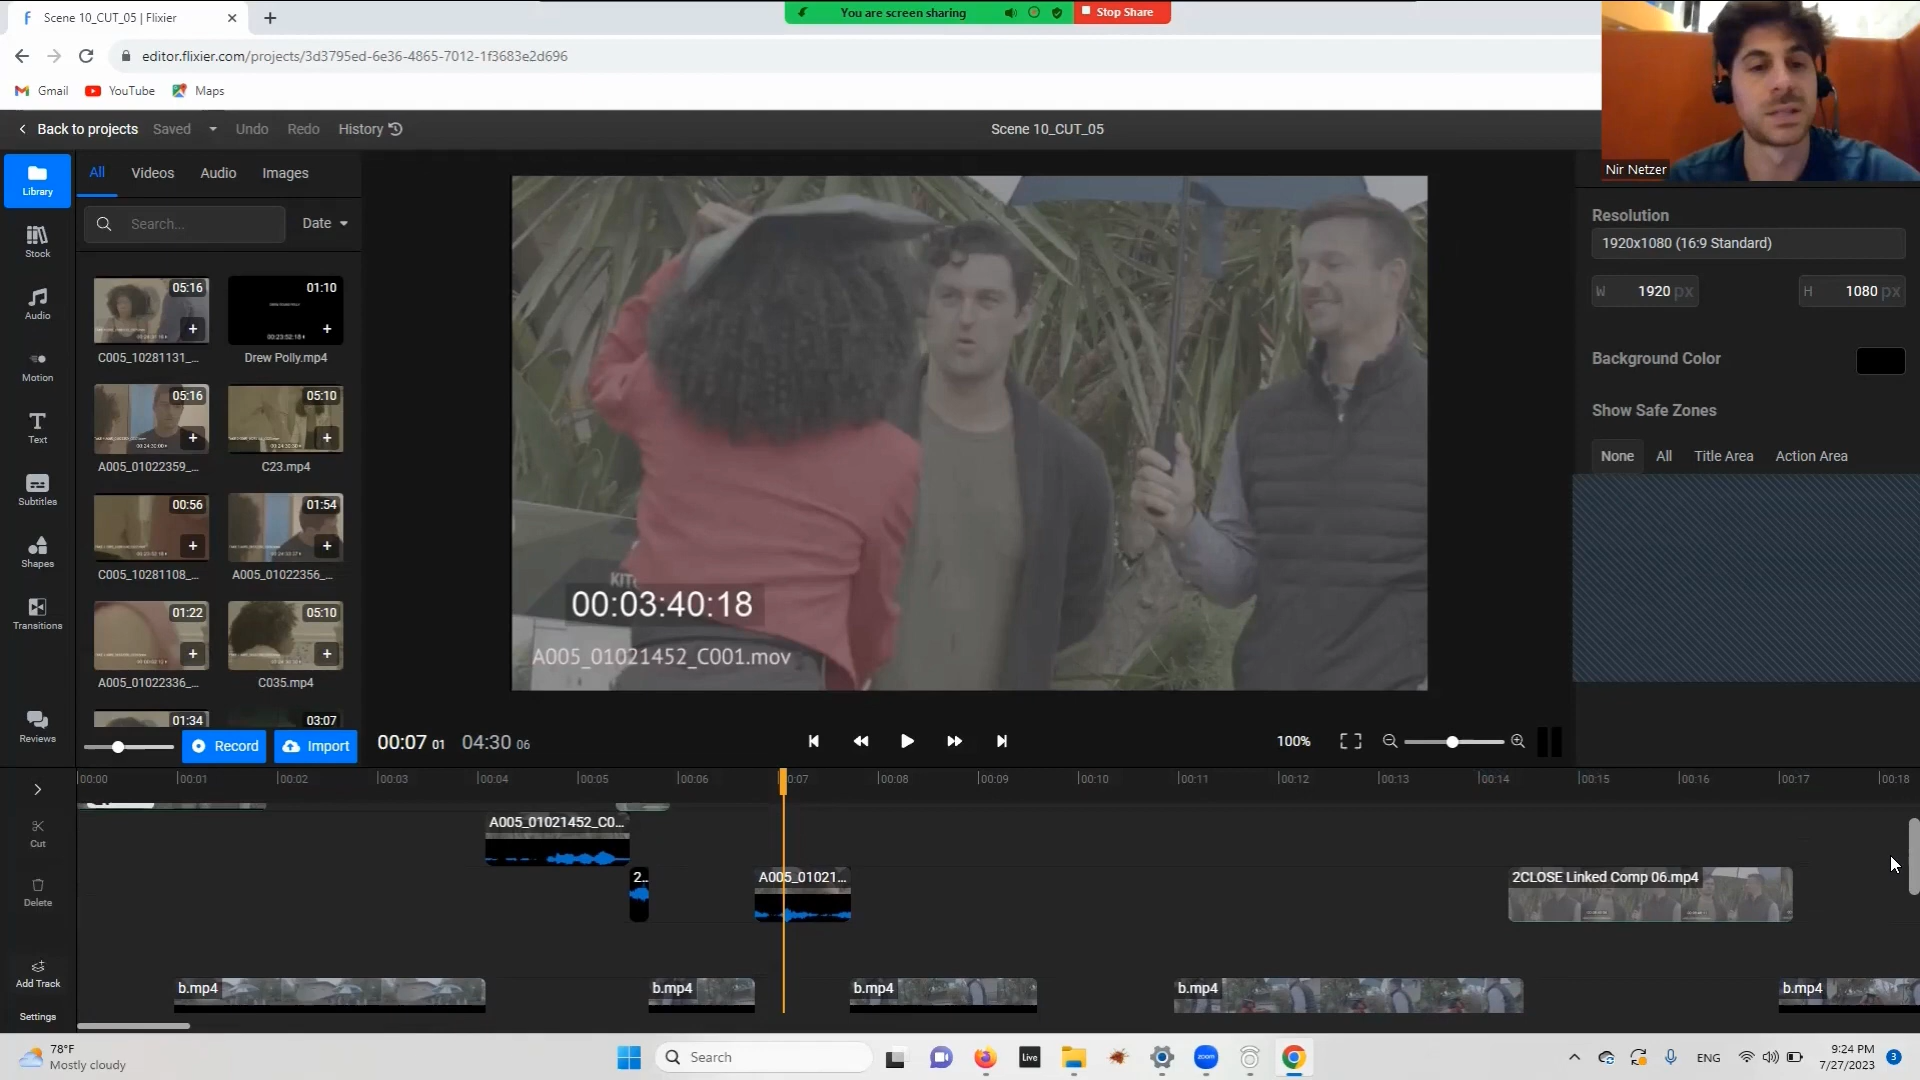 Scene 10_CUT_05 | Flixier
You are screen sharing
Stop Share
editor.flixier.com/projects/3d3795ed-6e36-4865-7012-1f3683e2d696
Gmail
YouTube
Maps
Back to projects
Saved
Undo
Redo
History
Scene 10_CUT_05
Nir Netzer
Library
Stock
Audio
Motion
Text
Subtitles
Shapes
Transitions
Reviews
All
Videos
Audio
Images
Search...
Date
05:16
C005_10281131_...
01:10
Drew Polly.mp4
05:16
A005_01022359_...
05:10
C23.mp4
00:56
C005_10281108_...
01:54
A005_01022356_...
01:22
A005_01022336_...
05:10
C035.mp4
01:34
03:07
Record
Import
00:03:40:18
A005_01021452_C001.mov
Resolution
1920x1080 (16:9 Standard)
W 1920 px
H 1080 px
Background Color
Show Safe Zones
None
All
Title Area
Action Area
00:07 01
04:30 06
100%
00:00
00:01
00:02
00:03
00:04
00:05
00:06
00:07
00:08
00:09
00:10
00:11
00:12
00:13
00:14
00:15
00:16
00:17
00:18
Cut
Delete
Add Track
Settings
A005_01021452_C0...
2..
A005_01021...
2CLOSE Linked Comp 06.mp4
b.mp4
b.mp4
b.mp4
b.mp4
b.mp4
78°F
Mostly cloudy
Search
Live
zoom
ENG
9:24 PM
7/27/2023
3